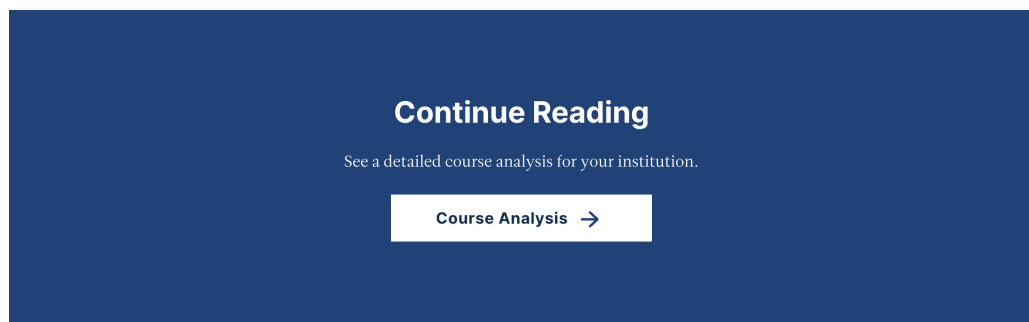 Continue Reading
See a detailed course analysis for your institution.
Course Analysis